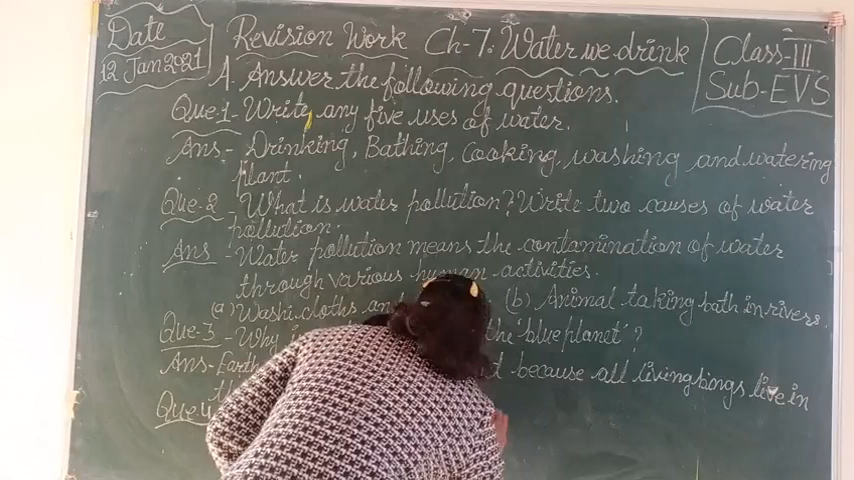 Date
12 Jan 2021
Revision Work Ch-7: Water we drink
Class-III
Sub-EVS
A. Answer the following questions.
Que-1 - Write any five uses of water.
Ans - Drinking, Bathing, cooking, washing and watering
plant.
Que-2 - What is water pollution? Write two causes of water
pollution.
Ans - Water pollution means the contamination of water
through various human activities.
(a) Washi cloths an (b) Animal taking bath in rivers.
Que-3 - Why the 'blue planet' ?
Ans - Earth because all living bings live in
Que-4